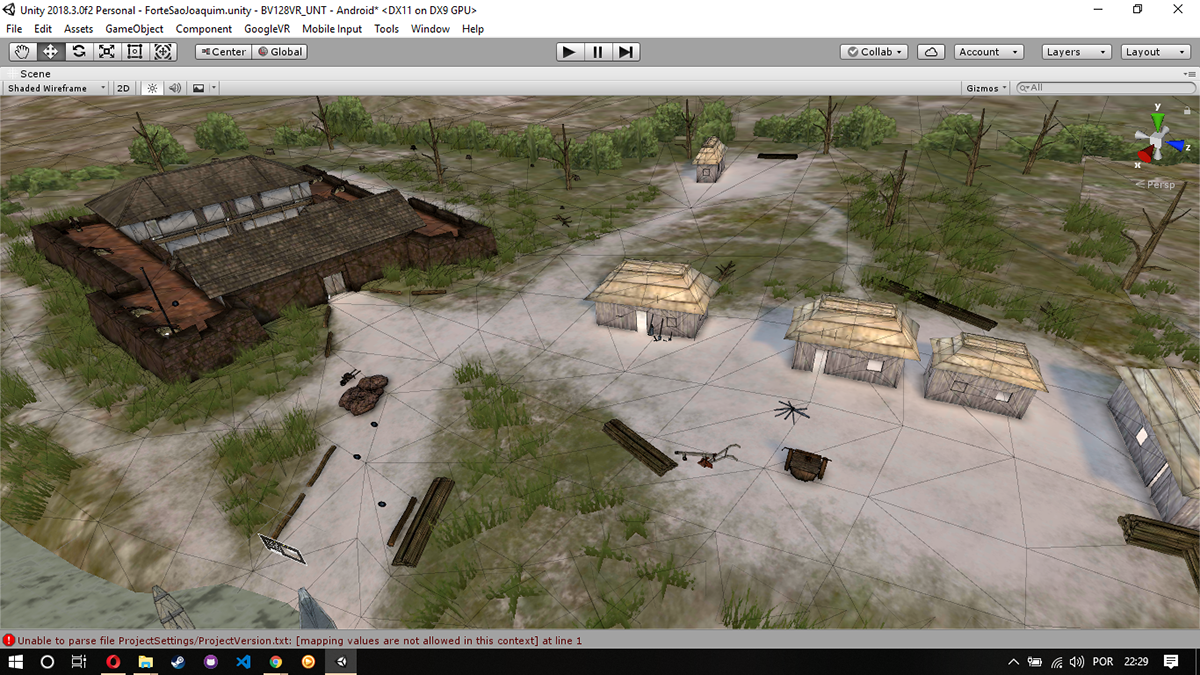 Unity 2018.3.0f2 Personal - ForteSaoJoaquim.unity - BV128VR_UNT - Android* <DX11 on DX9 GPU>
File Edit Assets GameObject Component GoogleVR Mobile Input Tools Window Help
Center Global Collab Account Layers Layout
Scene
Shaded Wireframe 2D Gizmos All
y
z
x
Persp
Unable to parse file ProjectSettings/ProjectVersion.txt: [mapping values are not allowed in this context] at line 1
POR 22:29